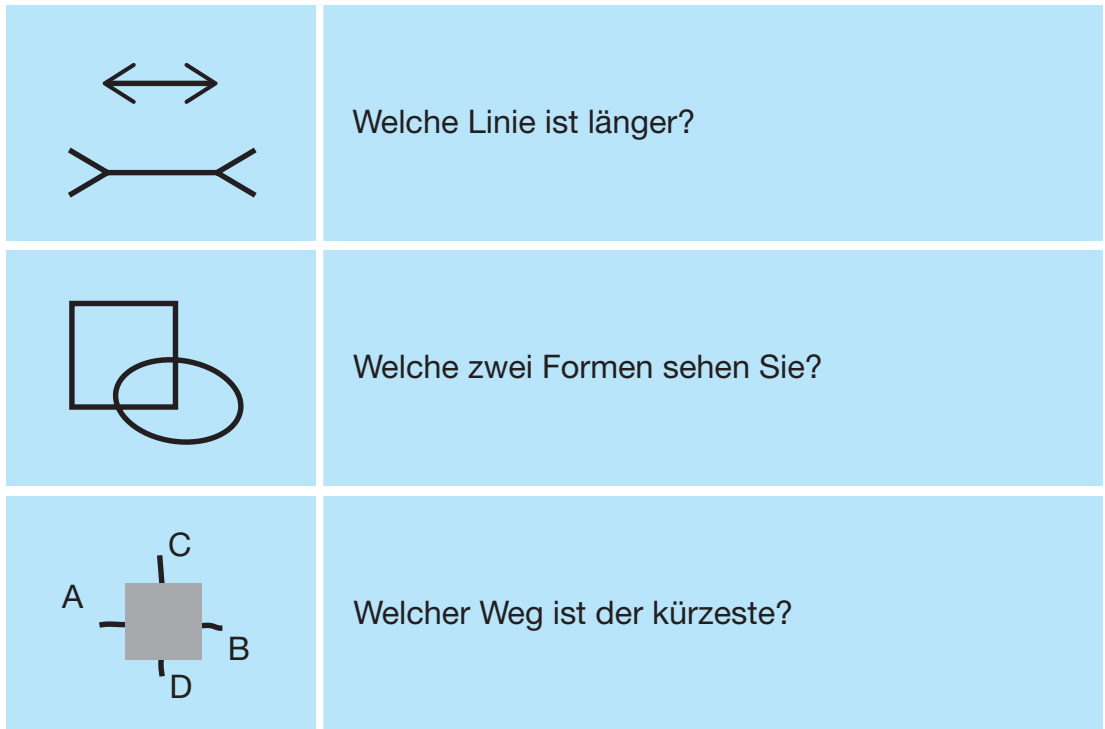 Welche Linie ist länger?
Welche zwei Formen sehen Sie?
C
A
B
D
Welcher Weg ist der kürzeste?